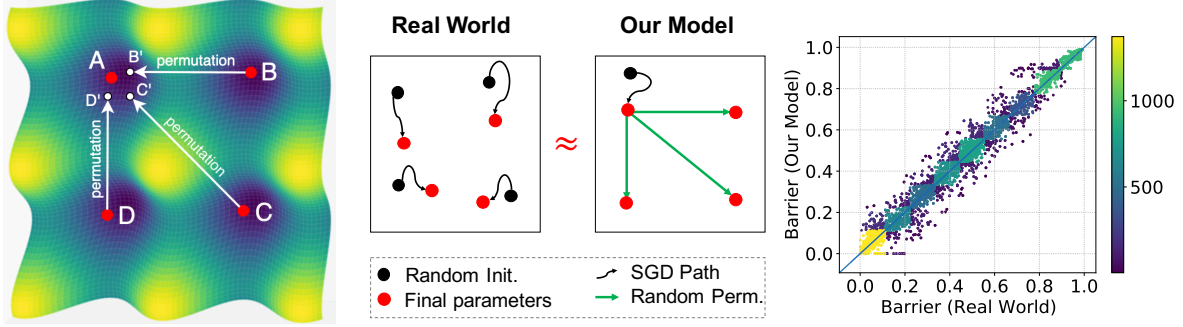 A
B'
permutation
B
D'
C'
permutation
permutation
D
C
Real World
Our Model
≈
Random Init.
SGD Path
Final parameters
Random Perm.
Barrier (Our Model)
1.0
0.8
0.6
0.4
0.2
0.0
0.0 0.2 0.4 0.6 0.8 1.0
Barrier (Real World)
1000
500